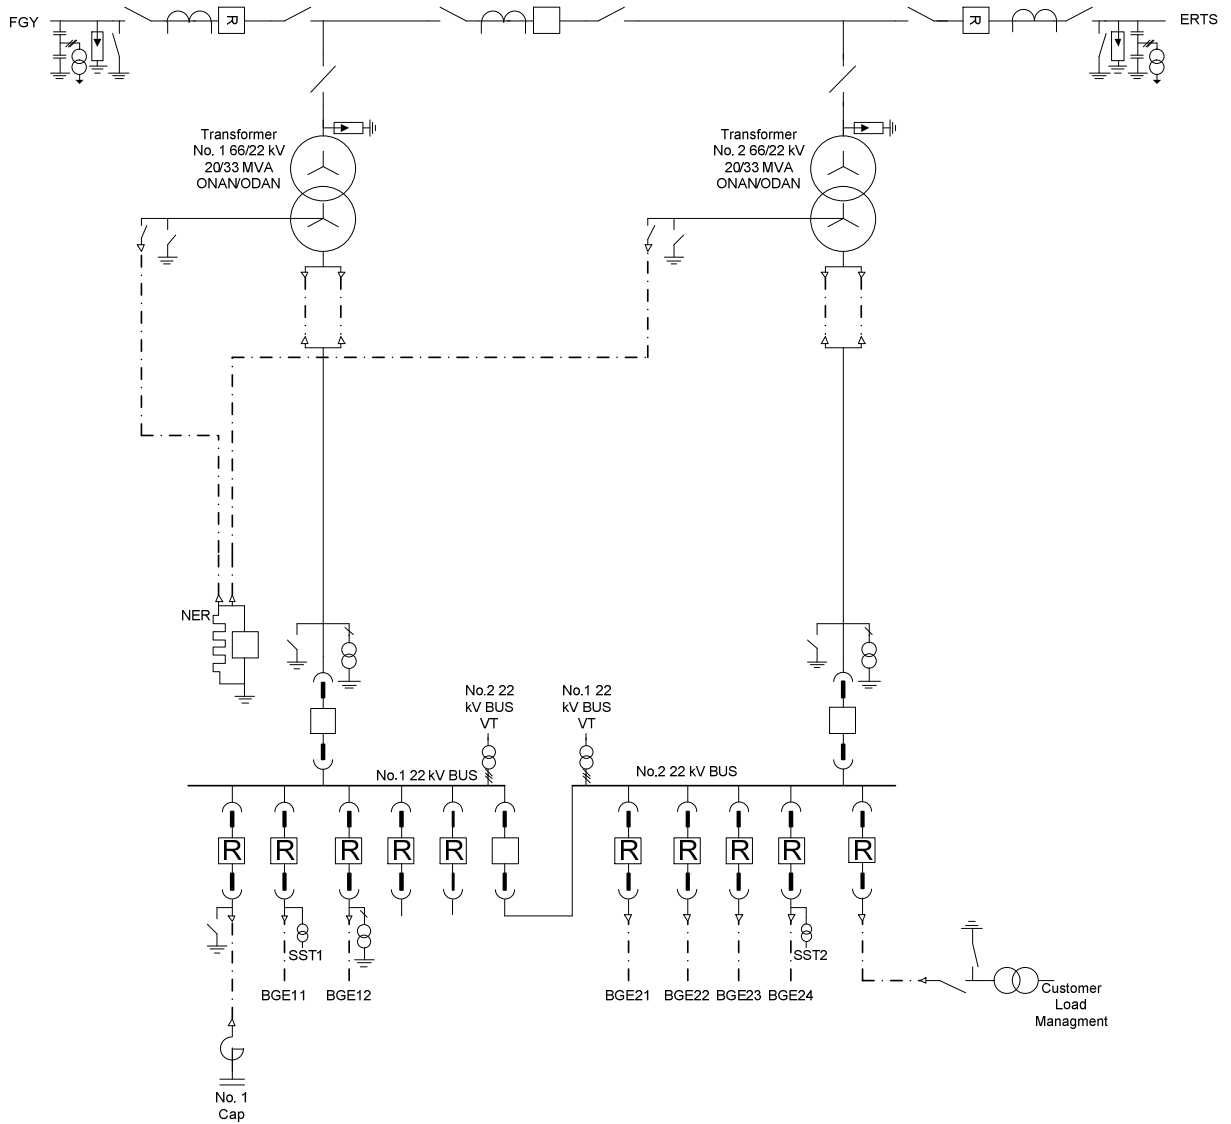 FGY
R
R
ERTS
Transformer
No. 1 66/22 kV
20/33 MVA
ONAN/ODAN
Transformer
No. 2 66/22 kV
20/33 MVA
ONAN/ODAN
NER
No.2 22
kV BUS
VT
No.1 22
kV BUS
VT
No.1 22 kV BUS
No.2 22 kV BUS
R
R
R
R
R
R
R
R
R
R
SST1
SST2
BGE11
BGE12
BGE21
BGE22
BGE23
BGE24
Customer
Load
Managment
No. 1
Cap